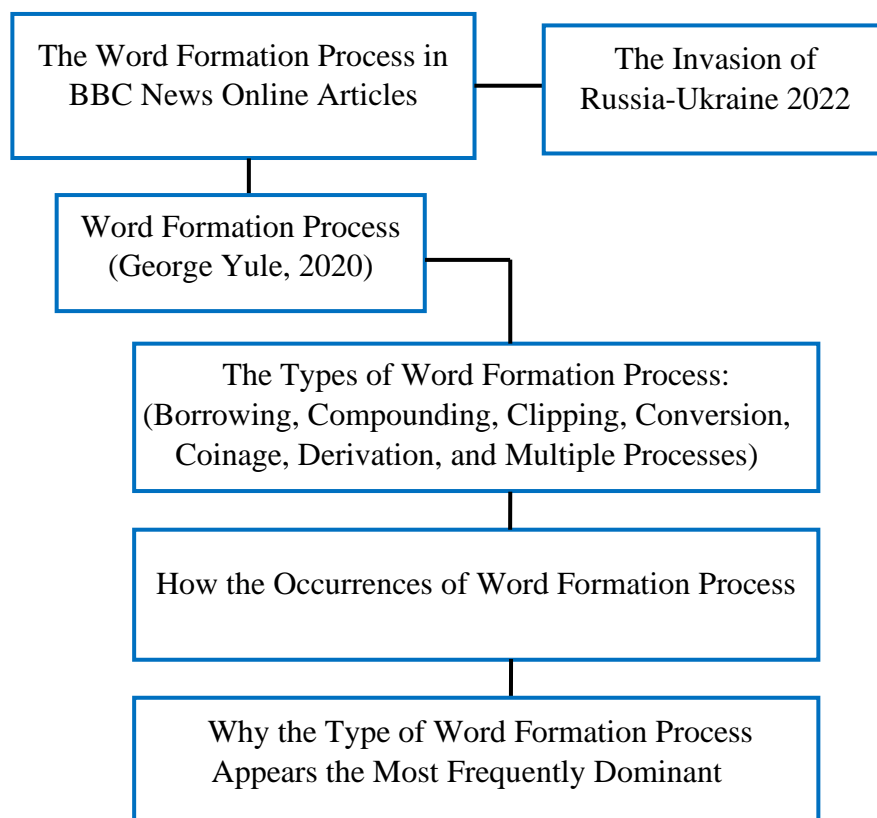 The Word Formation Process in
BBC News Online Articles
The Invasion of
Russia-Ukraine 2022
Word Formation Process
(George Yule, 2020)
The Types of Word Formation Process:
(Borrowing, Compounding, Clipping, Conversion,
Coinage, Derivation, and Multiple Processes)
How the Occurrences of Word Formation Process
Why the Type of Word Formation Process
Appears the Most Frequently Dominant